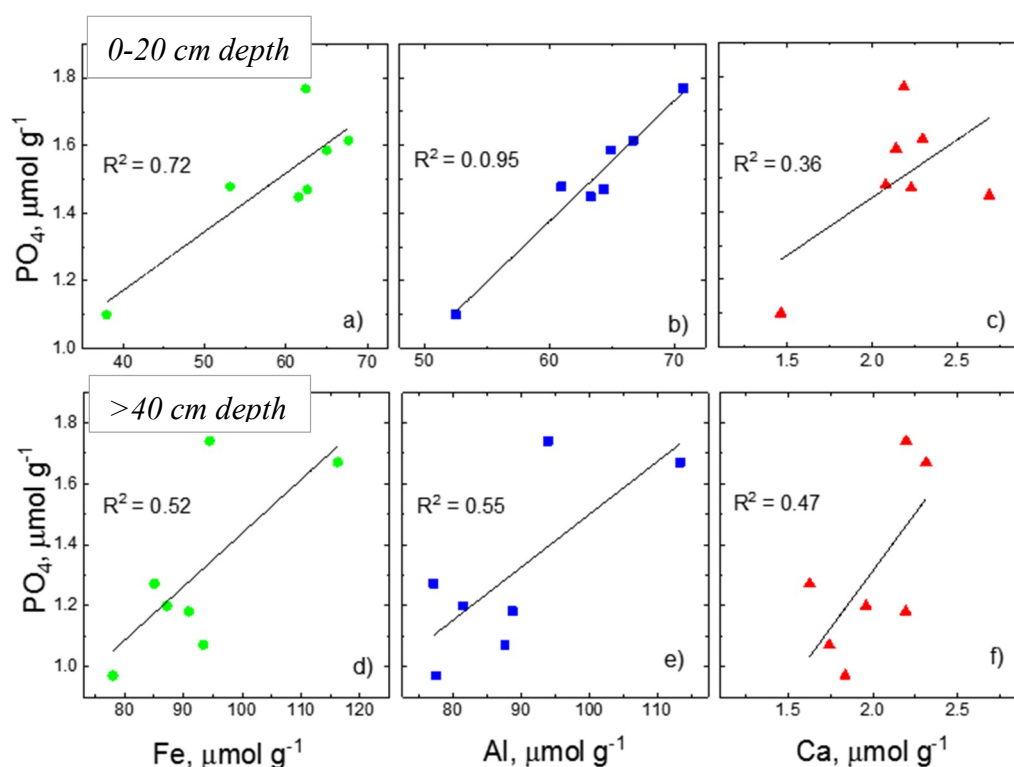 0-20 cm depth
PO₄, μmol g⁻¹
1.8
1.6
1.4
1.2
1.0
R² = 0.72
a)
40
50
60
70
R² = 0.0.95
b)
50
60
70
R² = 0.36
c)
1.5
2.0
2.5
>40 cm depth
PO₄, μmol g⁻¹
1.8
1.6
1.4
1.2
1.0
R² = 0.52
d)
80
90
100
110
120
Fe, μmol g⁻¹
R² = 0.55
e)
80
90
100
110
Al, μmol g⁻¹
R² = 0.47
f)
1.5
2.0
2.5
Ca, μmol g⁻¹